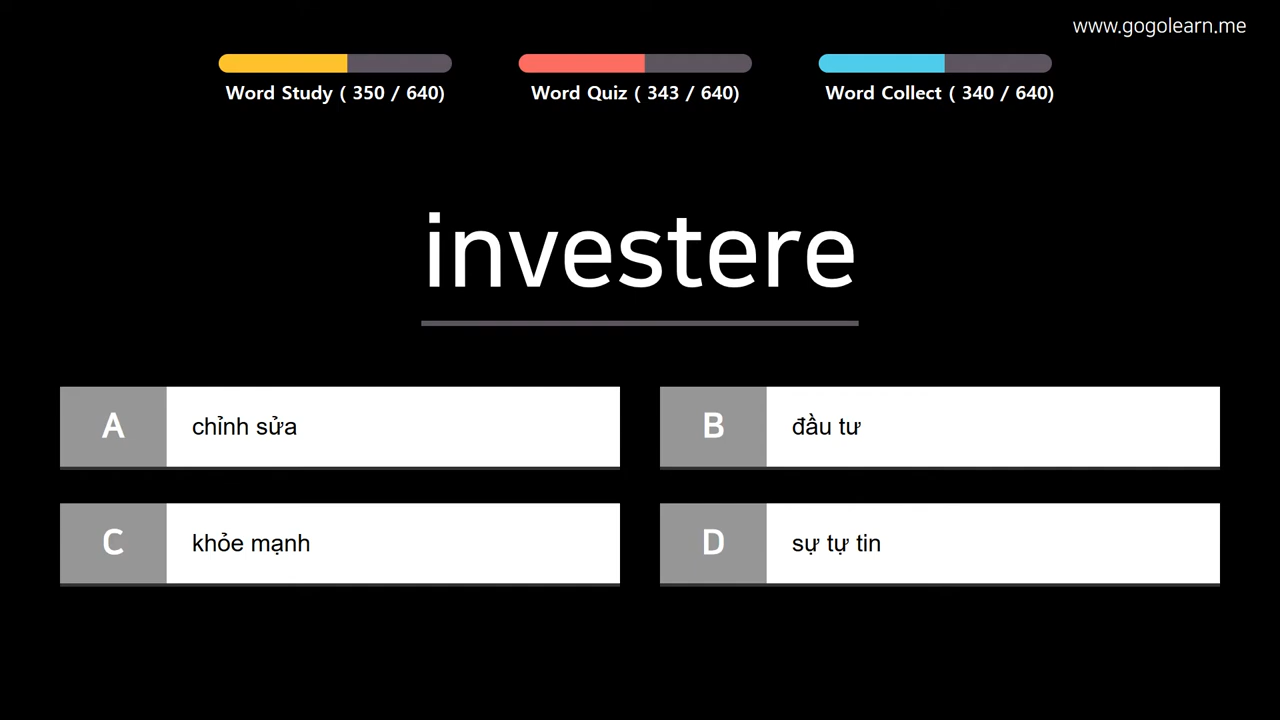 www.gogolearn.me
Word Study ( 350 / 640)
Word Quiz ( 343 / 640)
Word Collect ( 340 / 640)
investere
A
chỉnh sửa
B
đầu tư
C
khỏe mạnh
D
sự tự tin